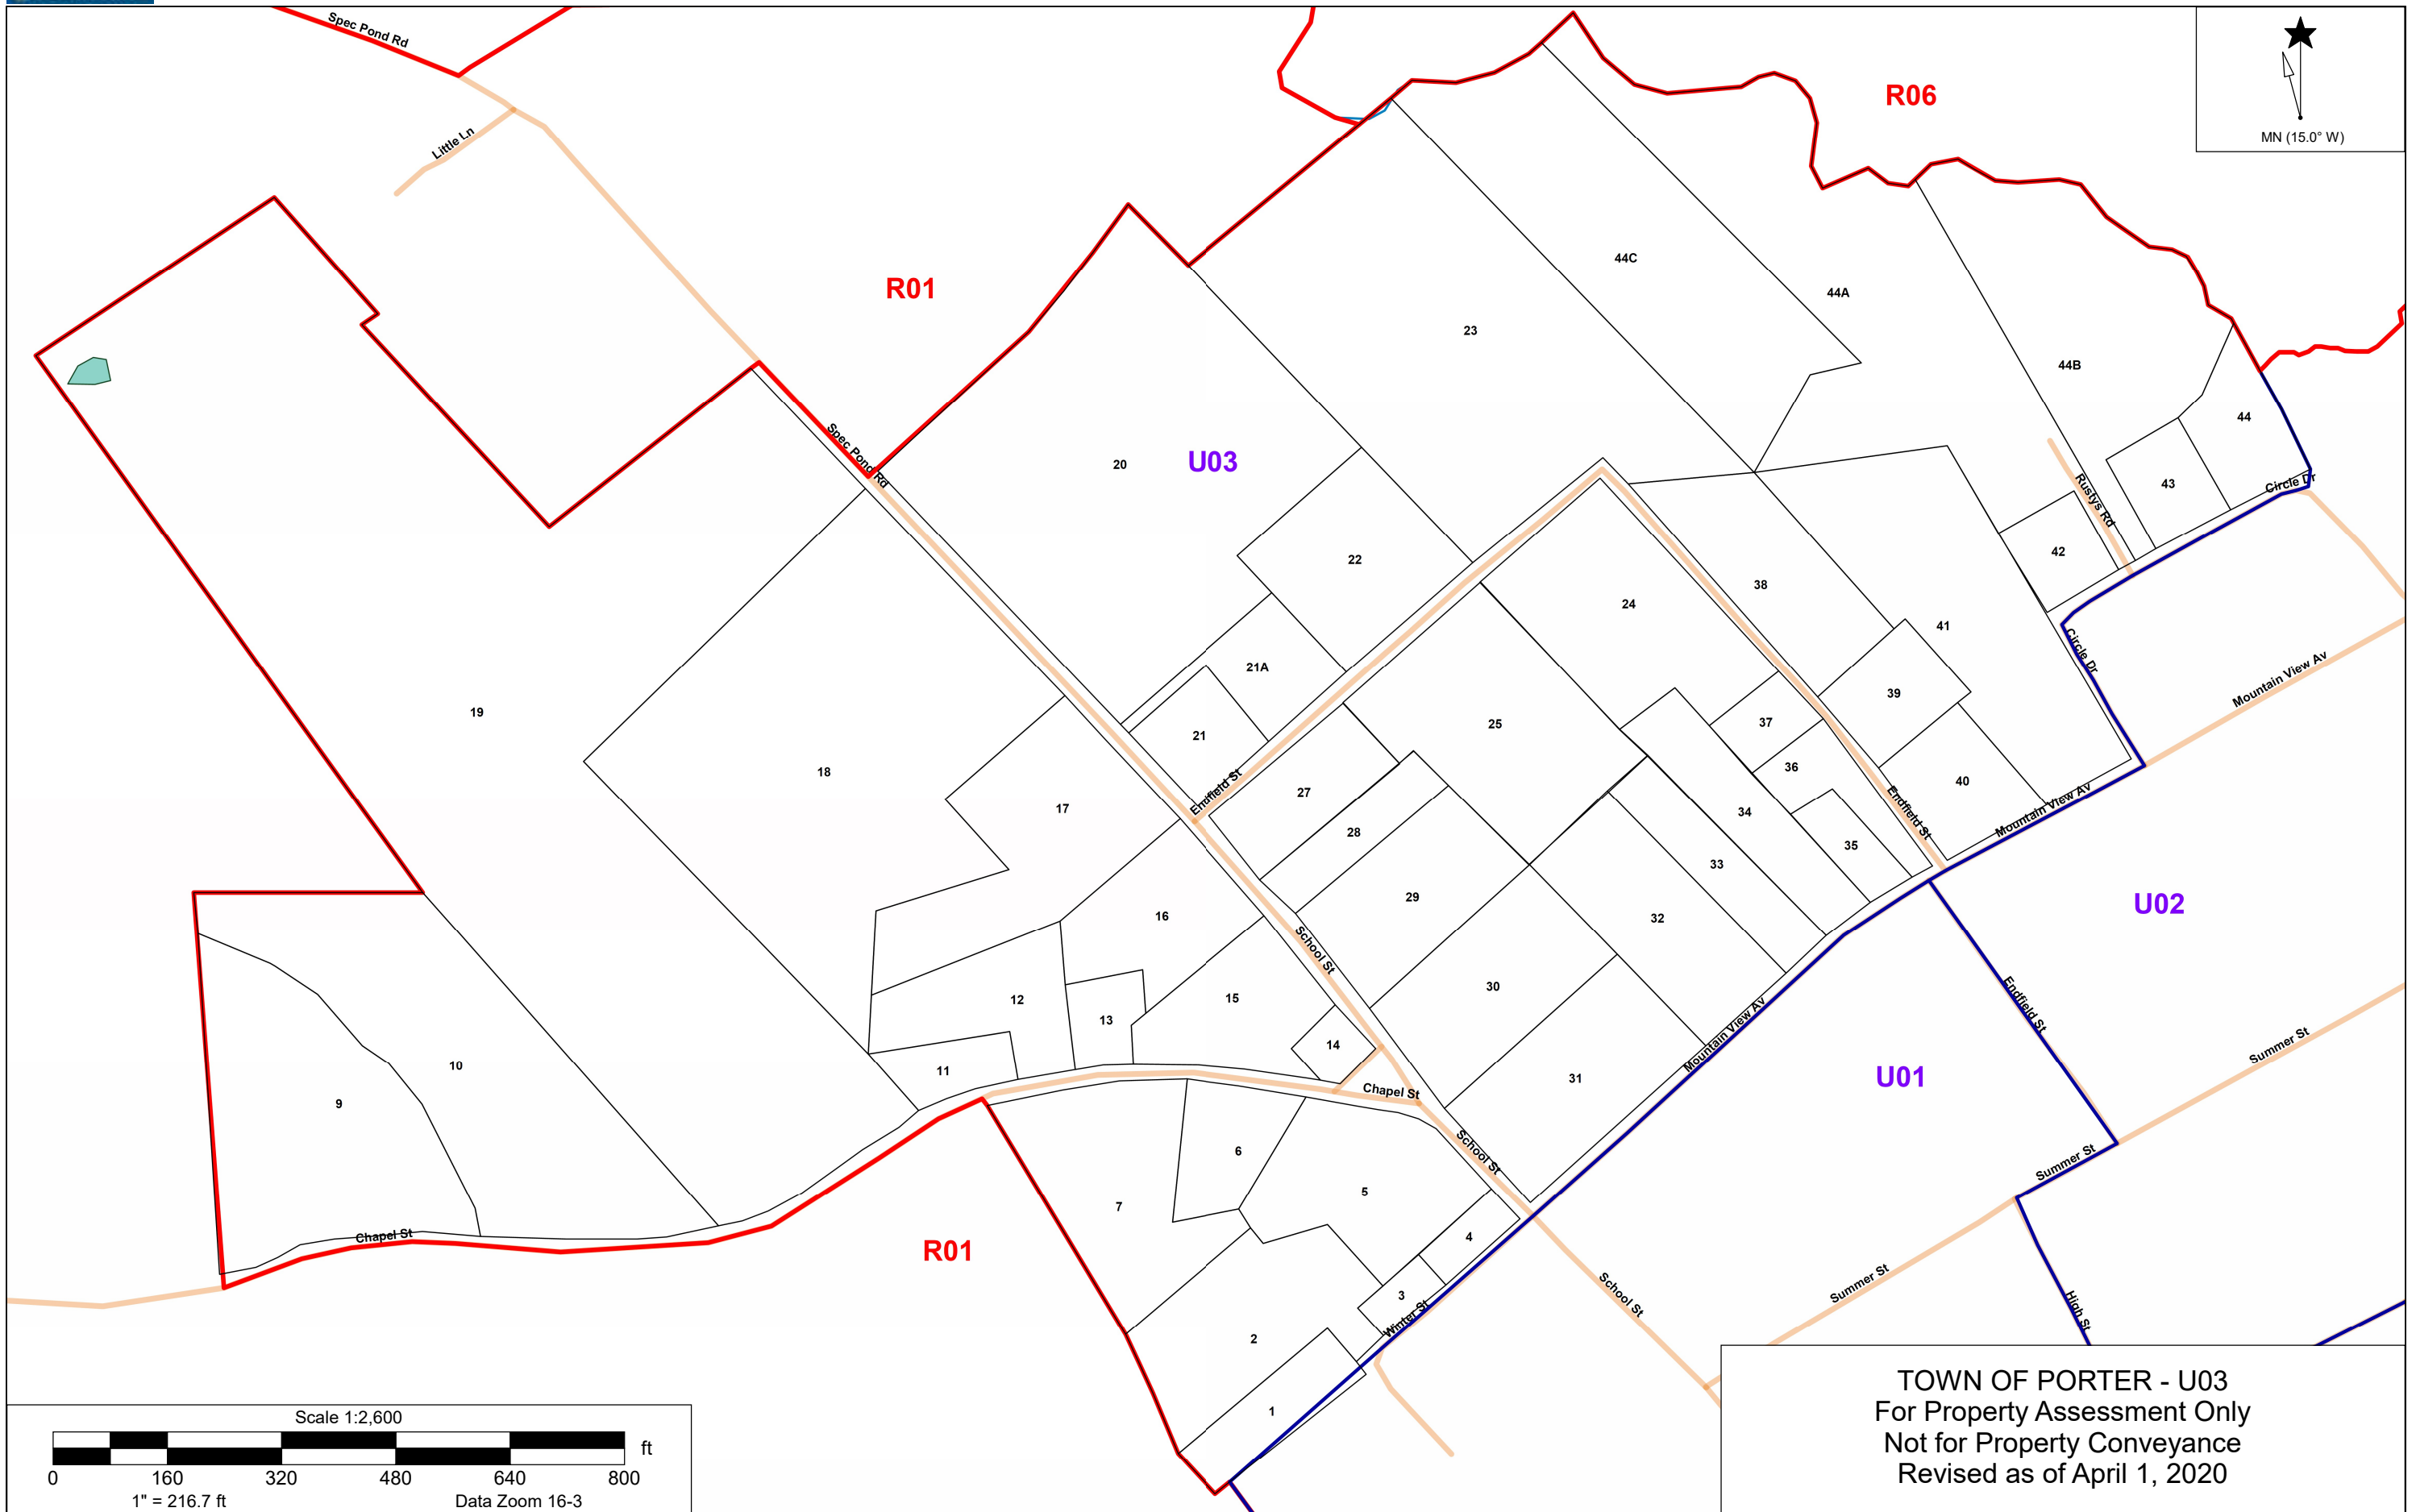 Spec Pond Rd
Little Ln
R06
MN (15.0° W)
R01
44C
44A
23
44B
44
Spec Pond Rd
20
U03
43
Circle Dr
Rustys Rd
22
42
38
24
41
Circle Dr
21A
Mountain View Av
39
19
37
25
21
36
18
Endfield St
27
40
17
34
Endfield St
Mountain View Av
28
35
33
29
U02
16
32
School St
12
15
30
Endfield St
13
Mountain View Av
14
Summer St
10
11
31
U01
Chapel St
9
6
School St
Summer St
5
7
Chapel St
4
R01
Summer St
School St
3
High St
Winter St
2
1
TOWN OF PORTER - U03
For Property Assessment Only
Not for Property Conveyance
Revised as of April 1, 2020
Scale 1:2,600
ft
0 160 320 480 640 800
1" = 216.7 ft Data Zoom 16-3